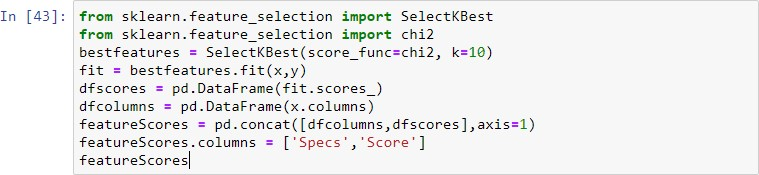 In [43]: from sklearn.feature_selection import SelectKBest
from sklearn.feature_selection import chi2
bestfeatures = SelectKBest(score_func=chi2, k=10)
fit = bestfeatures.fit(x,y)
dfscores = pd.DataFrame(fit.scores_)
dfcolumns = pd.DataFrame(x.columns)
featureScores = pd.concat([dfcolumns,dfscores],axis=1)
featureScores.columns = ['Specs','Score']
featureScores